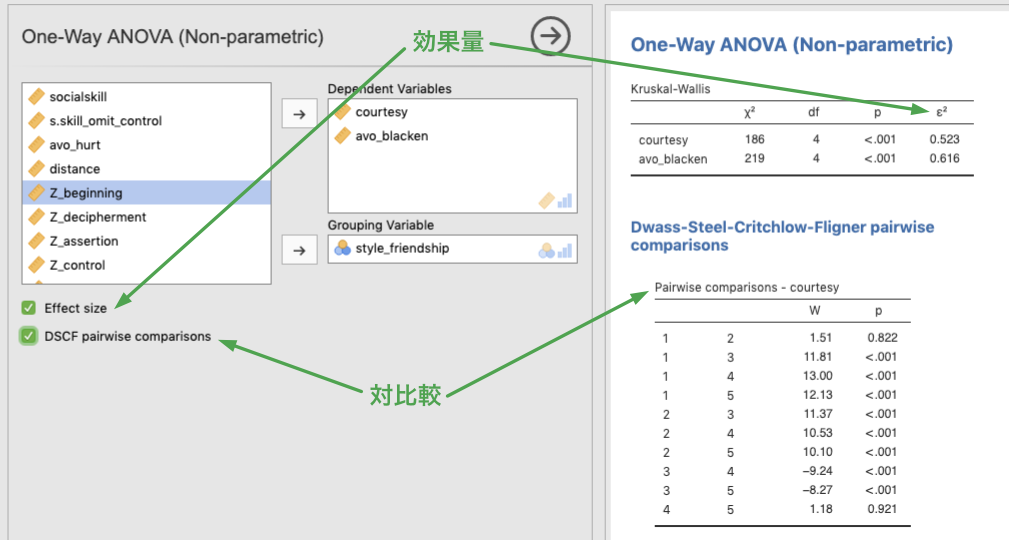 One-Way ANOVA (Non-parametric)
効果量
socialskill
s.skill_omit_control
avo_hurt
distance
Z_beginning
Z_decipherment
Z_assertion
Z_control
Dependent Variables
courtesy
avo_blacken
Grouping Variable
style_friendship
Effect size
DSCF pairwise comparisons
対比較
One-Way ANOVA (Non-parametric)
Kruskal-Wallis
χ² df p ε²
courtesy 186 4 <.001 0.523
avo_blacken 219 4 <.001 0.616
Dwass-Steel-Critchlow-Fligner pairwise
comparisons
Pairwise comparisons - courtesy
W p
1 2 1.51 0.822
1 3 11.81 <.001
1 4 13.00 <.001
1 5 12.13 <.001
2 3 11.37 <.001
2 4 10.53 <.001
2 5 10.10 <.001
3 4 −9.24 <.001
3 5 −8.27 <.001
4 5 1.18 0.921